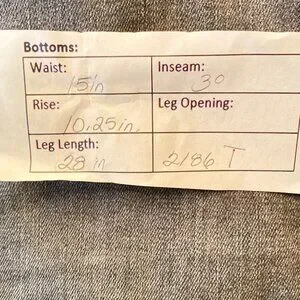 Bottoms:
Waist: 15in
Inseam: 30
Rise: 10.25in.
Leg Opening:
Leg Length: 28 in
2186 T